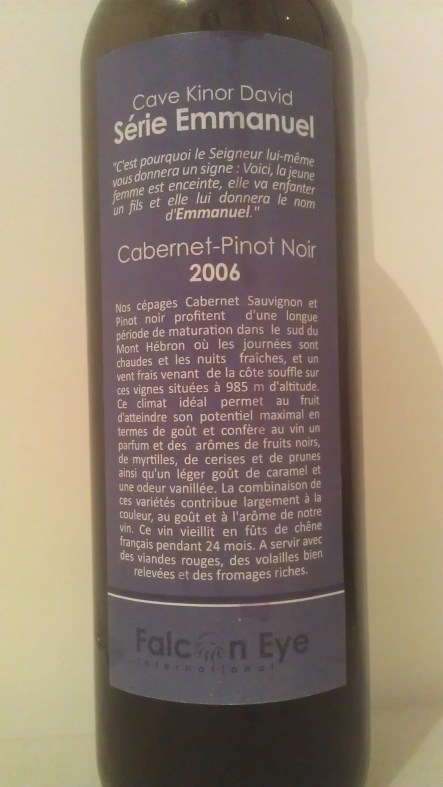 Cave Kinor David
Série Emmanuel
"C'est pourquoi le Seigneur lui-même
vous donnera un signe : Voici, la jeune
femme est enceinte, elle va enfanter
un fils et elle lui donnera le nom
d'Emmanuel."
Cabernet-Pinot Noir
2006
Nos cépages Cabernet Sauvignon et
Pinot noir profitent d'une longue
période de maturation dans le sud du
Mont Hébron où les journées sont
chaudes et les nuits fraîches, et un
vent frais venant de la côte souffle sur
ces vignes situées à 985 m d'altitude.
Ce climat idéal permet au fruit
d'atteindre son potentiel maximal en
termes de goût et confère au vin un
parfum et des arômes de fruits noirs,
de myrtilles, de cerises et de prunes
ainsi qu'un léger goût de caramel et
une odeur vanillée. La combinaison de
ces variétés contribue largement à la
couleur, au goût et à l'arôme de notre
vin. Ce vin vieillit en fûts de chêne
français pendant 24 mois. A servir avec
des viandes rouges, des volailles bien
relevées et des fromages riches.
Falcon Eye
International